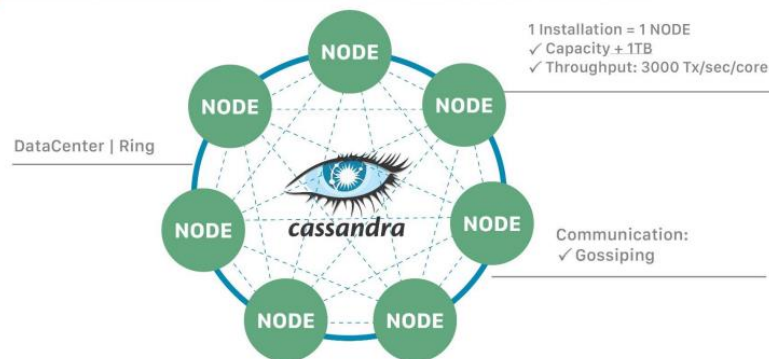 NODE
1 Installation = 1 NODE
✓ Capacity + 1TB
✓ Throughput: 3000 Tx/sec/core
NODE
NODE
DataCenter | Ring
cassandra
NODE
NODE
Communication:
✓ Gossiping
NODE
NODE